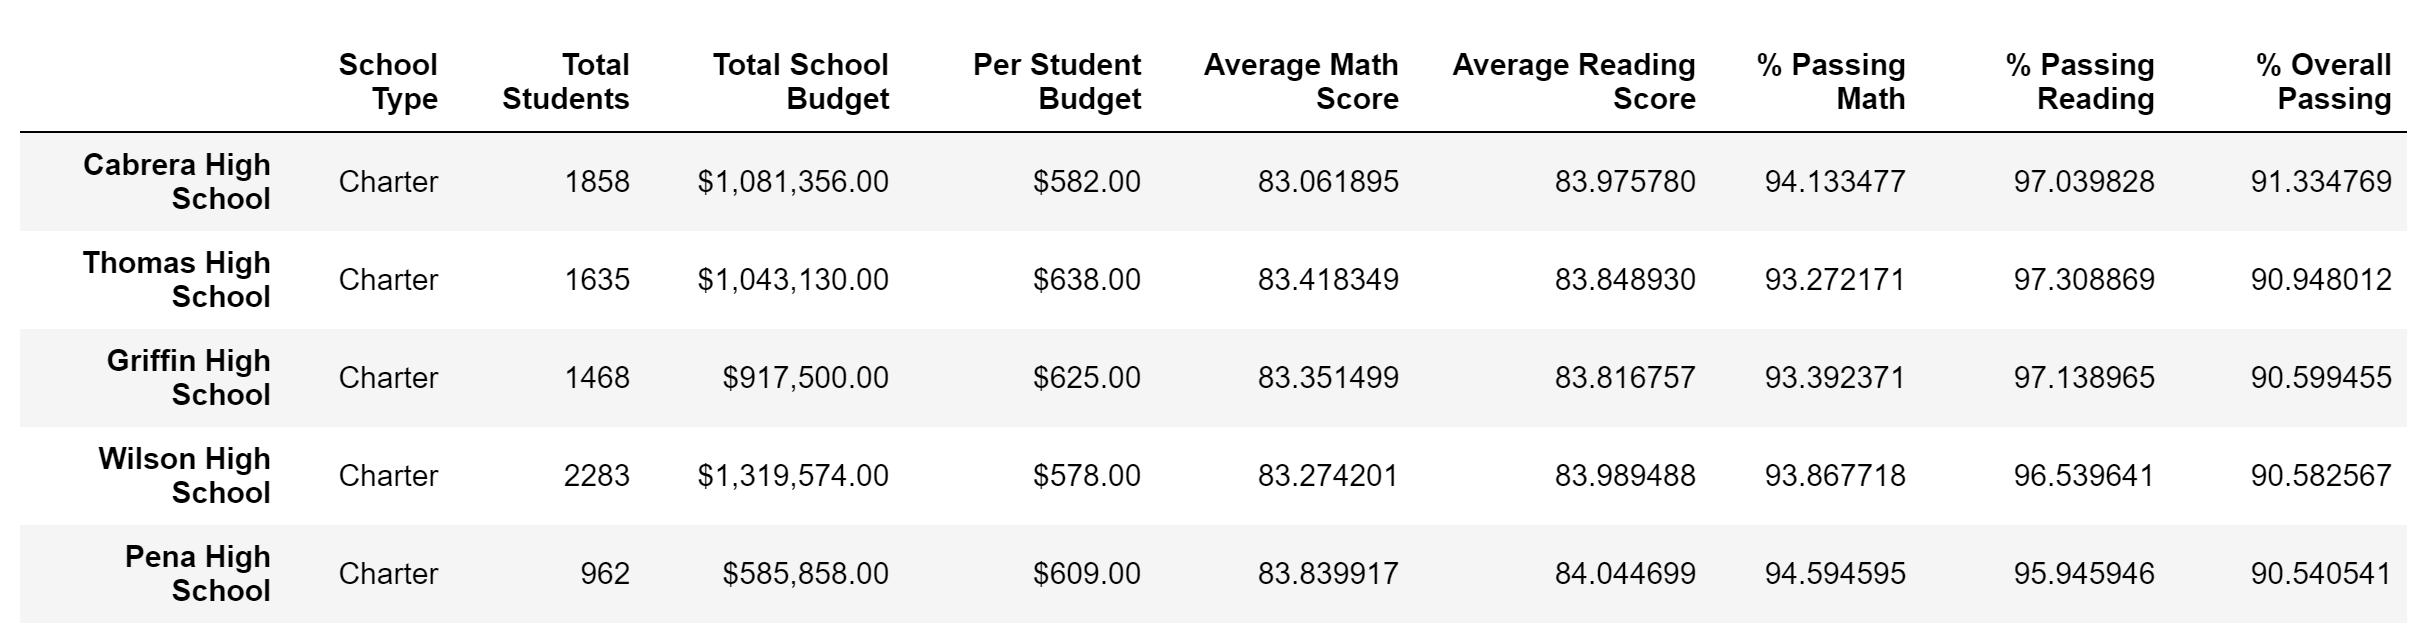 School Type Total Students Total School Budget Per Student Budget Average Math Score Average Reading Score % Passing Math % Passing Reading % Overall Passing
Cabrera High School Charter 1858 $1,081,356.00 $582.00 83.061895 83.975780 94.133477 97.039828 91.334769
Thomas High School Charter 1635 $1,043,130.00 $638.00 83.418349 83.848930 93.272171 97.308869 90.948012
Griffin High School Charter 1468 $917,500.00 $625.00 83.351499 83.816757 93.392371 97.138965 90.599455
Wilson High School Charter 2283 $1,319,574.00 $578.00 83.274201 83.989488 93.867718 96.539641 90.582567
Pena High School Charter 962 $585,858.00 $609.00 83.839917 84.044699 94.594595 95.945946 90.540541